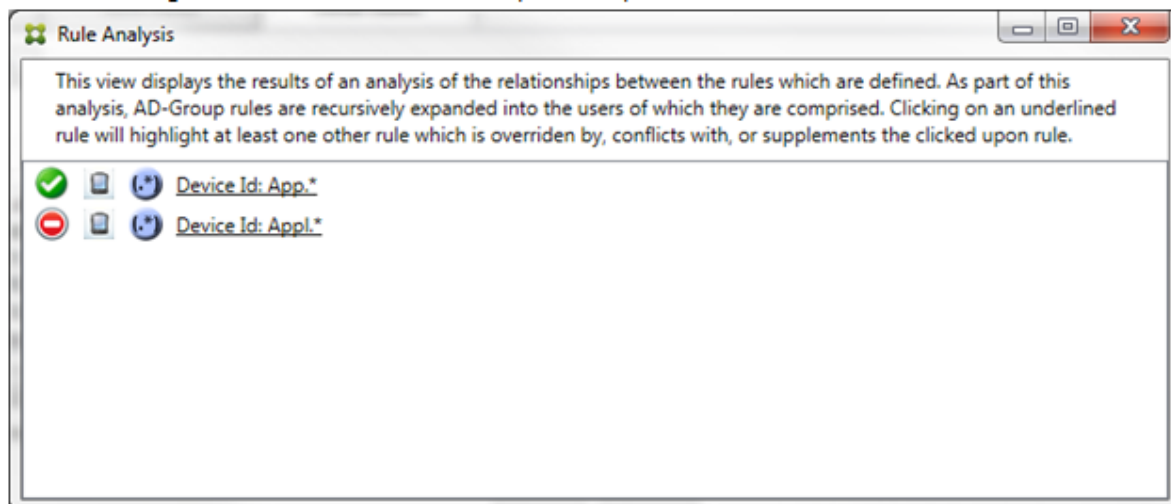 Rule Analysis
This view displays the results of an analysis of the relationships between the rules which are defined. As part of this
analysis, AD-Group rules are recursively expanded into the users of which they are comprised. Clicking on an underlined
rule will highlight at least one other rule which is overriden by, conflicts with, or supplements the clicked upon rule.
(.*) Device Id: App.*
(.*) Device Id: Appl.*